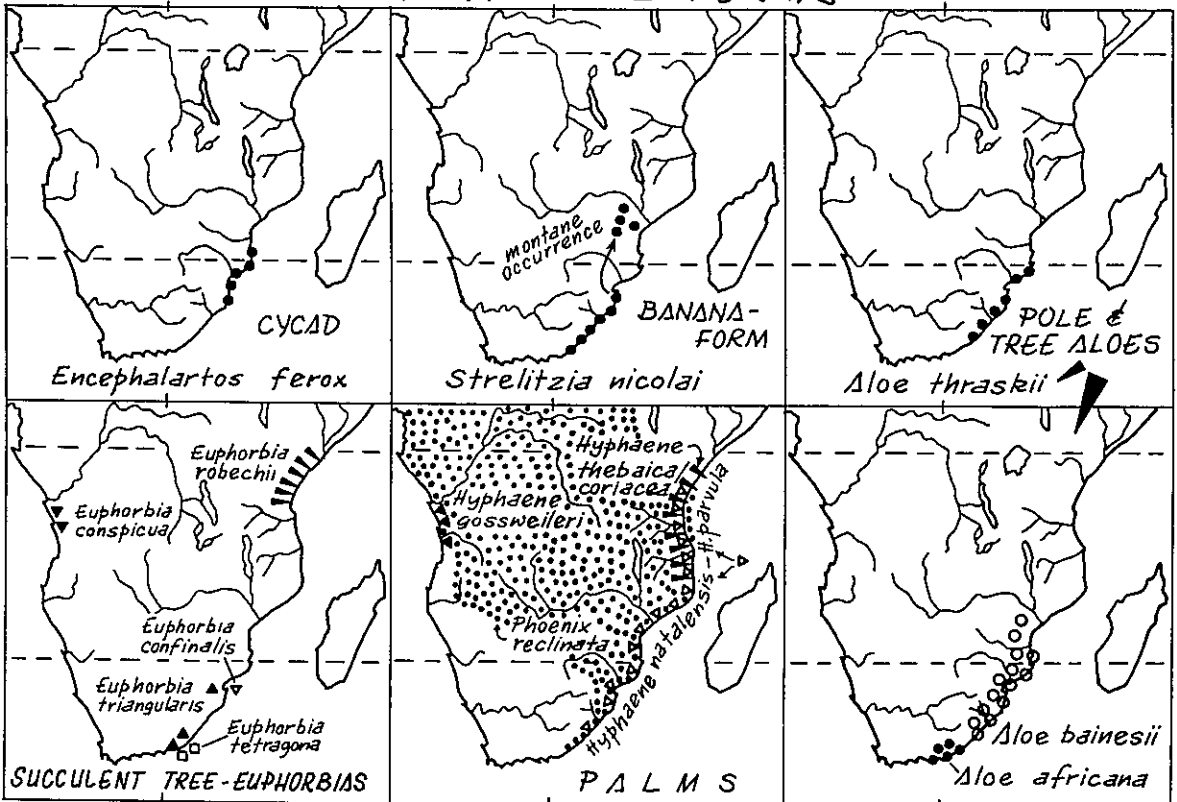 CYCAD
Encephalartos ferox
montane
occurrence
BANANA-
FORM
Strelitzia nicolai
POLE &
TREE ALOES
Aloe thraskii
Euphorbia
robechii
Euphorbia
conspicua
Euphorbia
confinalis
Euphorbia
triangularis
Euphorbia
tetragona
SUCCULENT TREE-EUPHORBIAS
Hyphaene
thebaica/
coriacea
Hyphaene
gossweileri
Phoenix
reclinata
Hyphaene natalensis-H.parvula
PALMS
Aloe bainesii
Aloe africana